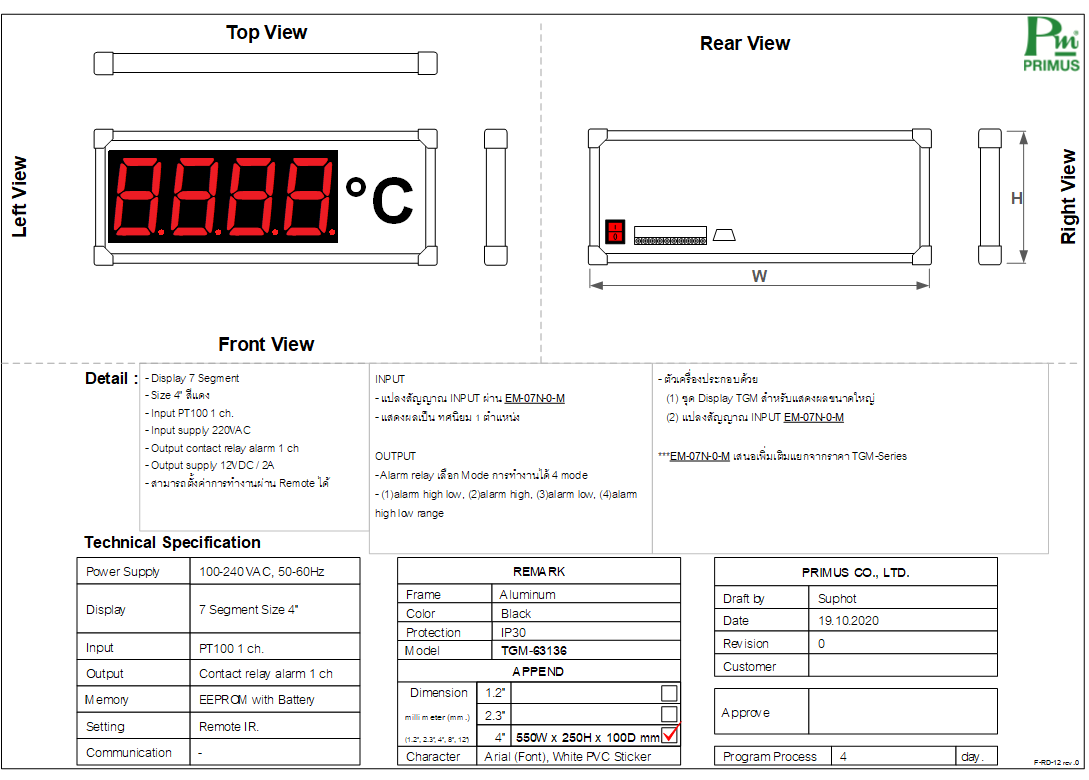 Top View
Rear View
Pm
PRIMUS
Left View
°C
1
0
H
Right View
W
Front View
Detail :
- Display 7 Segment
- Size 4" สีแดง
- Input PT100 1 ch.
- Input supply 220VAC
- Output contact relay alarm 1 ch
- Output supply 12VDC / 2A
- สามารถตั้งค่าการทำงานผ่าน Remote ได้
INPUT
- แปลงสัญญาณ INPUT ผ่าน EM-07N-0-M
- แสดงผลเป็น ทศนิยม 1 ตำแหน่ง
OUTPUT
-Alarm relay เลือก Mode การทำงานได้ 4 mode
- (1)alarm high low, (2)alarm high, (3)alarm low, (4)alarm
high low range
- ตัวเครื่องประกอบด้วย
(1) ชุด Display TGM สำหรับแสดงผลขนาดใหญ่
(2) แปลงสัญญาณ INPUT EM-07N-0-M
***EM-07N-0-M เสนอเพิ่มเติมแยกจากราคา TGM-Series
Technical Specification
Power Supply 100-240VAC, 50-60Hz
Display 7 Segment Size 4"
Input PT100 1 ch.
Output Contact relay alarm 1 ch
Memory EEPROM with Battery
Setting Remote IR.
Communication -
REMARK
Frame Aluminum
Color Black
Protection IP30
Model TGM-63136
APPEND
Dimension 1.2"
millimeter (mm.) 2.3"
(1.2", 2.3", 4", 8", 12") 4" 550W x 250H x 100D mm
Character Arial (Font), White PVC Sticker
PRIMUS CO., LTD.
Draft by Suphot
Date 19.10.2020
Revision 0
Customer
Approve
Program Process 4 day.
F-RD-12 rev.0